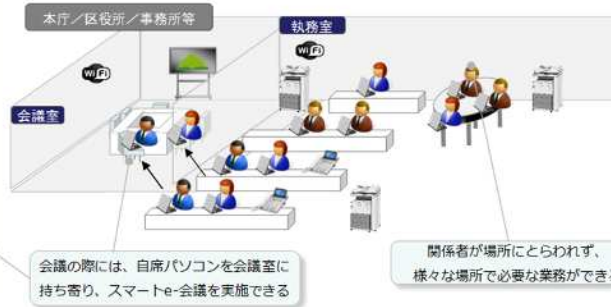 本庁／区役所／事務所等
執務室
WiFi
WiFi
会議室
会議の際には、自席パソコンを会議室に
持ち寄り、スマートe-会議を実施できる
関係者が場所にとらわれず、
様々な場所で必要な業務ができ